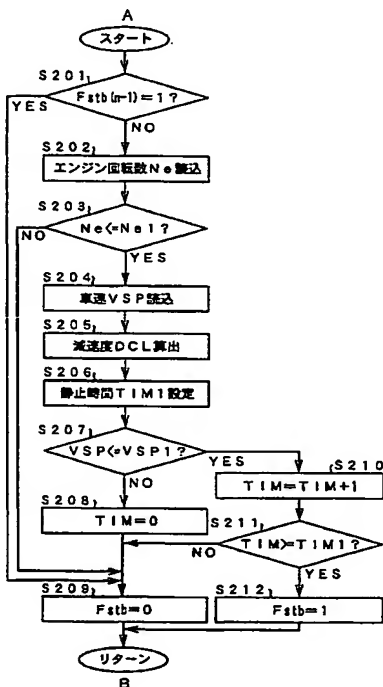 A
スタート
S201
Fstb(n-1)=1?
YES
NO
S202
エンジン回転数Ne読込
S203
Ne<=Ne1?
NO
YES
S204
車速VSP読込
S205
減速度DCL算出
S206
静止時間TIM1設定
S207
VSP<=VSP1?
YES
NO
S210
TIM=TIM+1
S208
TIM=0
S211
TIM>=TIM1?
NO
YES
S209
Fstb=0
S212
Fstb=1
リターン
B